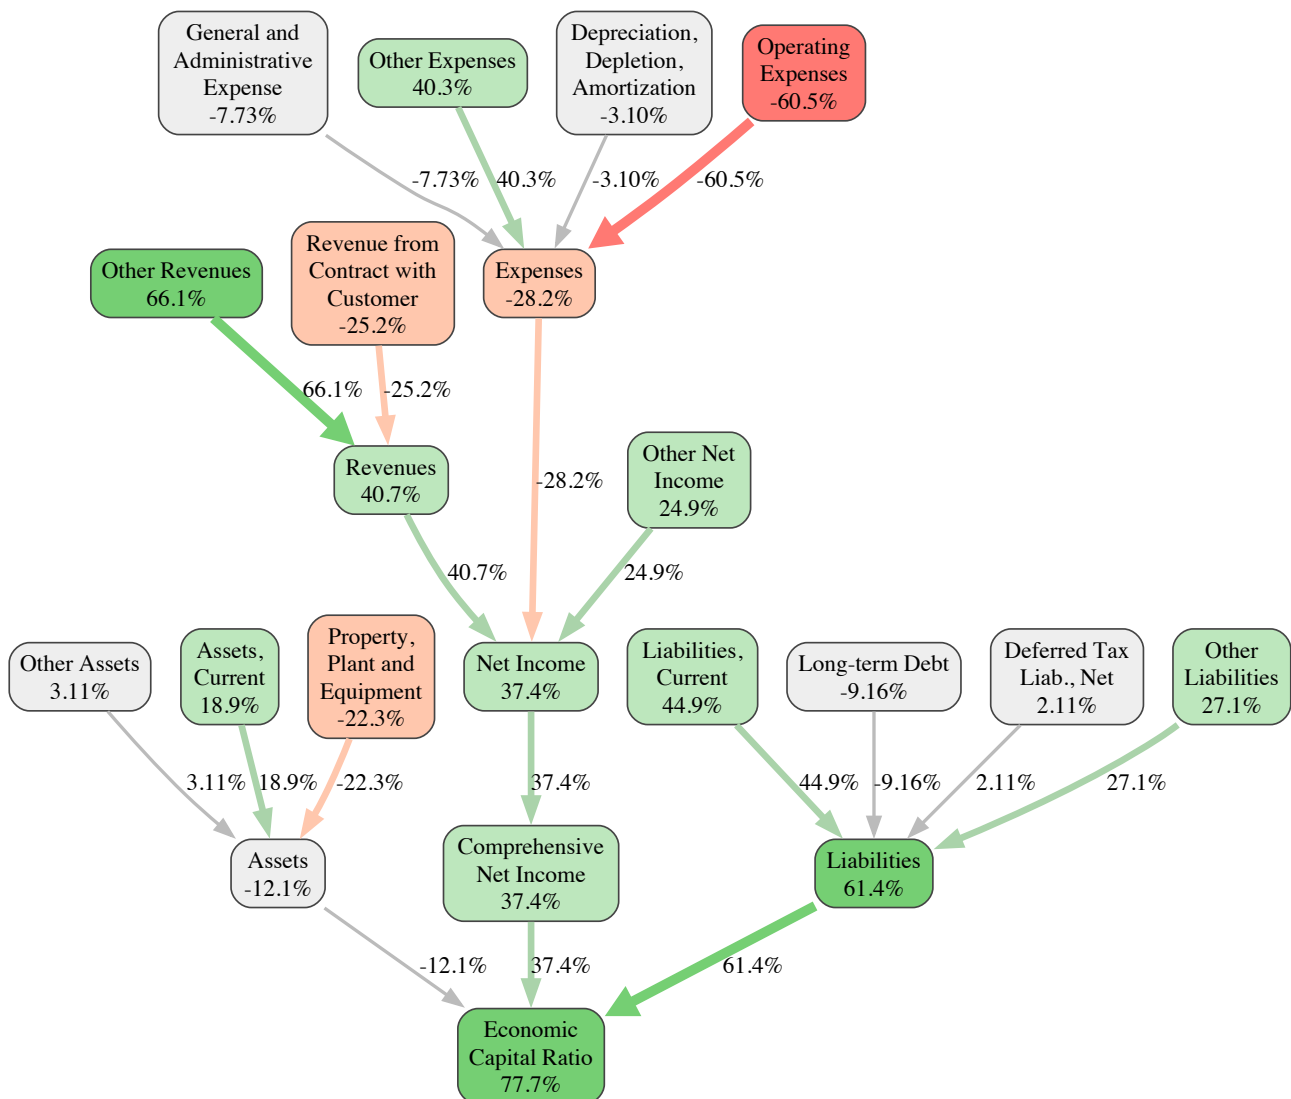 General and
Administrative
Expense
-7.73%
Other Expenses
40.3%
Depreciation,
Depletion,
Amortization
-3.10%
Operating
Expenses
-60.5%
-7.73%
40.3%
-3.10%
-60.5%
Other Revenues
66.1%
Revenue from
Contract with
Customer
-25.2%
Expenses
-28.2%
66.1%
-25.2%
Revenues
40.7%
-28.2%
Other Net
Income
24.9%
40.7%
24.9%
Other Assets
3.11%
Assets,
Current
18.9%
Property,
Plant and
Equipment
-22.3%
Net Income
37.4%
Liabilities,
Current
44.9%
Long-term Debt
-9.16%
Deferred Tax
Liab., Net
2.11%
Other
Liabilities
27.1%
3.11%
18.9%
-22.3%
37.4%
44.9%
-9.16%
2.11%
27.1%
Assets
-12.1%
Comprehensive
Net Income
37.4%
Liabilities
61.4%
-12.1%
37.4%
61.4%
Economic
Capital Ratio
77.7%